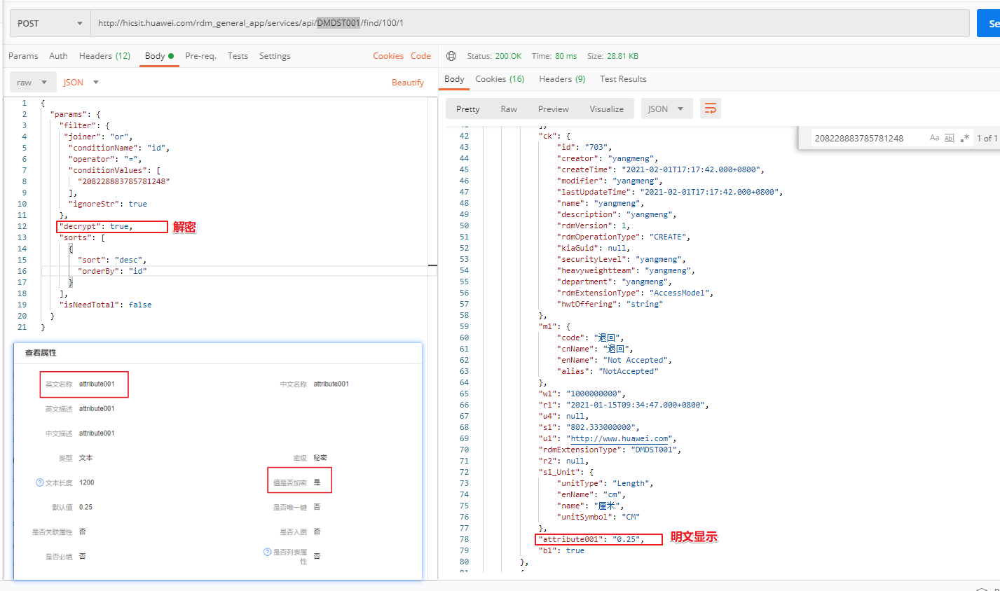 POST http://hicsit.huawei.com/rdm_general_app/services/api/DMDST001/find/100/1
Params Auth Headers (12) Body Pre-req. Tests Settings Cookies Code
raw JSON Beautify
1 {
2 "params": {
3 "filter": {
4 "joiner": "or",
5 "conditionName": "id",
6 "operator": "=",
7 "conditionValues": [
8 "208228883785781248"
9 ],
10 "ignoreStr": true
11 },
12 "decrypt": true, 解密
13 "sorts": [
14 {
15 "sort": "desc",
16 "orderBy": "id"
17 }
18 ],
19 "isNeedTotal": false
20 }
21 }
查看属性
英文名称 attribute001 中文名称 attribute001
英文描述 attribute001
中文描述 attribute001
类型 文本 密级 秘密
文本长度 1200 值是否加密 是
默认值 0.25 是否唯一键 否
是否关联属性 否 是否入图 否
是否必填 否 是否列表属性 否
Status: 200 OK Time: 80 ms Size: 28.81 KB
Body Cookies (16) Headers (9) Test Results
Pretty Raw Preview Visualize JSON
208228883785781248 Aa Abl .* 1 of 1
42 "ck": {
43 "id": "703",
44 "creator": "yangmeng",
45 "createTime": "2021-02-01T17:17:42.000+0800",
46 "modifier": "yangmeng",
47 "lastUpdateTime": "2021-02-01T17:17:42.000+0800",
48 "name": "yangmeng",
49 "description": "yangmeng",
50 "rdmVersion": 1,
51 "rdmOperationType": "CREATE",
52 "kiaGuid": null,
53 "securityLevel": "yangmeng",
54 "heavyweightteam": "yangmeng",
55 "department": "yangmeng",
56 "rdmExtensionType": "AccessModel",
57 "hwtOffering": "string"
58 },
59 "m1": {
60 "code": "退回",
61 "cnName": "退回",
62 "enName": "Not Accepted",
63 "alias": "NotAccepted"
64 },
65 "w1": "1000000000",
66 "r1": "2021-01-15T09:34:47.000+0800",
67 "u4": null,
68 "s1": "802.333000000",
69 "u1": "http://www.huawei.com",
70 "rdmExtensionType": "DMDST001",
71 "r2": null,
72 "s1_Unit": {
73 "unitType": "Length",
74 "enName": "cm",
75 "name": "厘米",
76 "unitSymbol": "CM"
77 },
78 "attribute001": "0.25", 明文显示
79 "b1": true
80 },